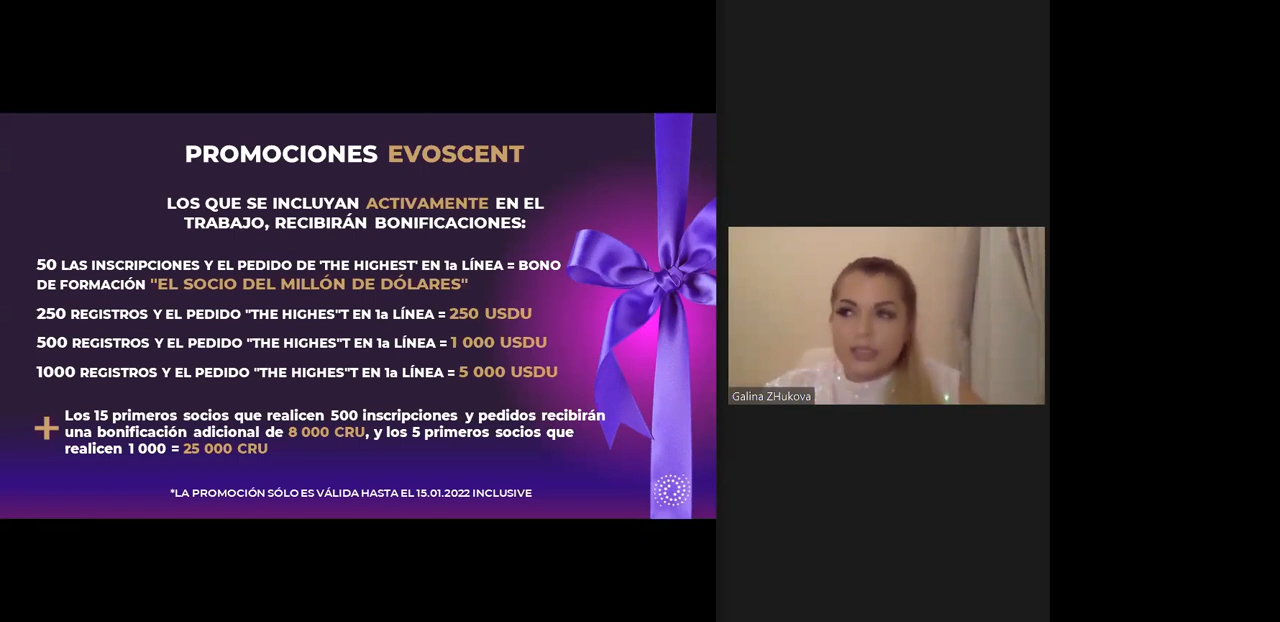 PROMOCIONES EVOSCENT
LOS QUE SE INCLUYAN ACTIVAMENTE EN EL
TRABAJO, RECIBIRÁN BONIFICACIONES:
50 LAS INSCRIPCIONES Y EL PEDIDO DE 'THE HIGHEST' EN 1a LÍNEA = BONO
DE FORMACIÓN "EL SOCIO DEL MILLÓN DE DÓLARES"
250 REGISTROS Y EL PEDIDO "THE HIGHES"T EN 1a LÍNEA = 250 USDU
500 REGISTROS Y EL PEDIDO "THE HIGHES"T EN 1a LÍNEA = 1 000 USDU
1000 REGISTROS Y EL PEDIDO "THE HIGHES"T EN 1a LÍNEA = 5 000 USDU
+ Los 15 primeros socios que realicen 500 inscripciones y pedidos recibirán
una bonificación adicional de 8 000 CRU, y los 5 primeros socios que
realicen 1 000 = 25 000 CRU
*LA PROMOCIÓN SÓLO ES VÁLIDA HASTA EL 15.01.2022 INCLUSIVE
Galina ZHukova